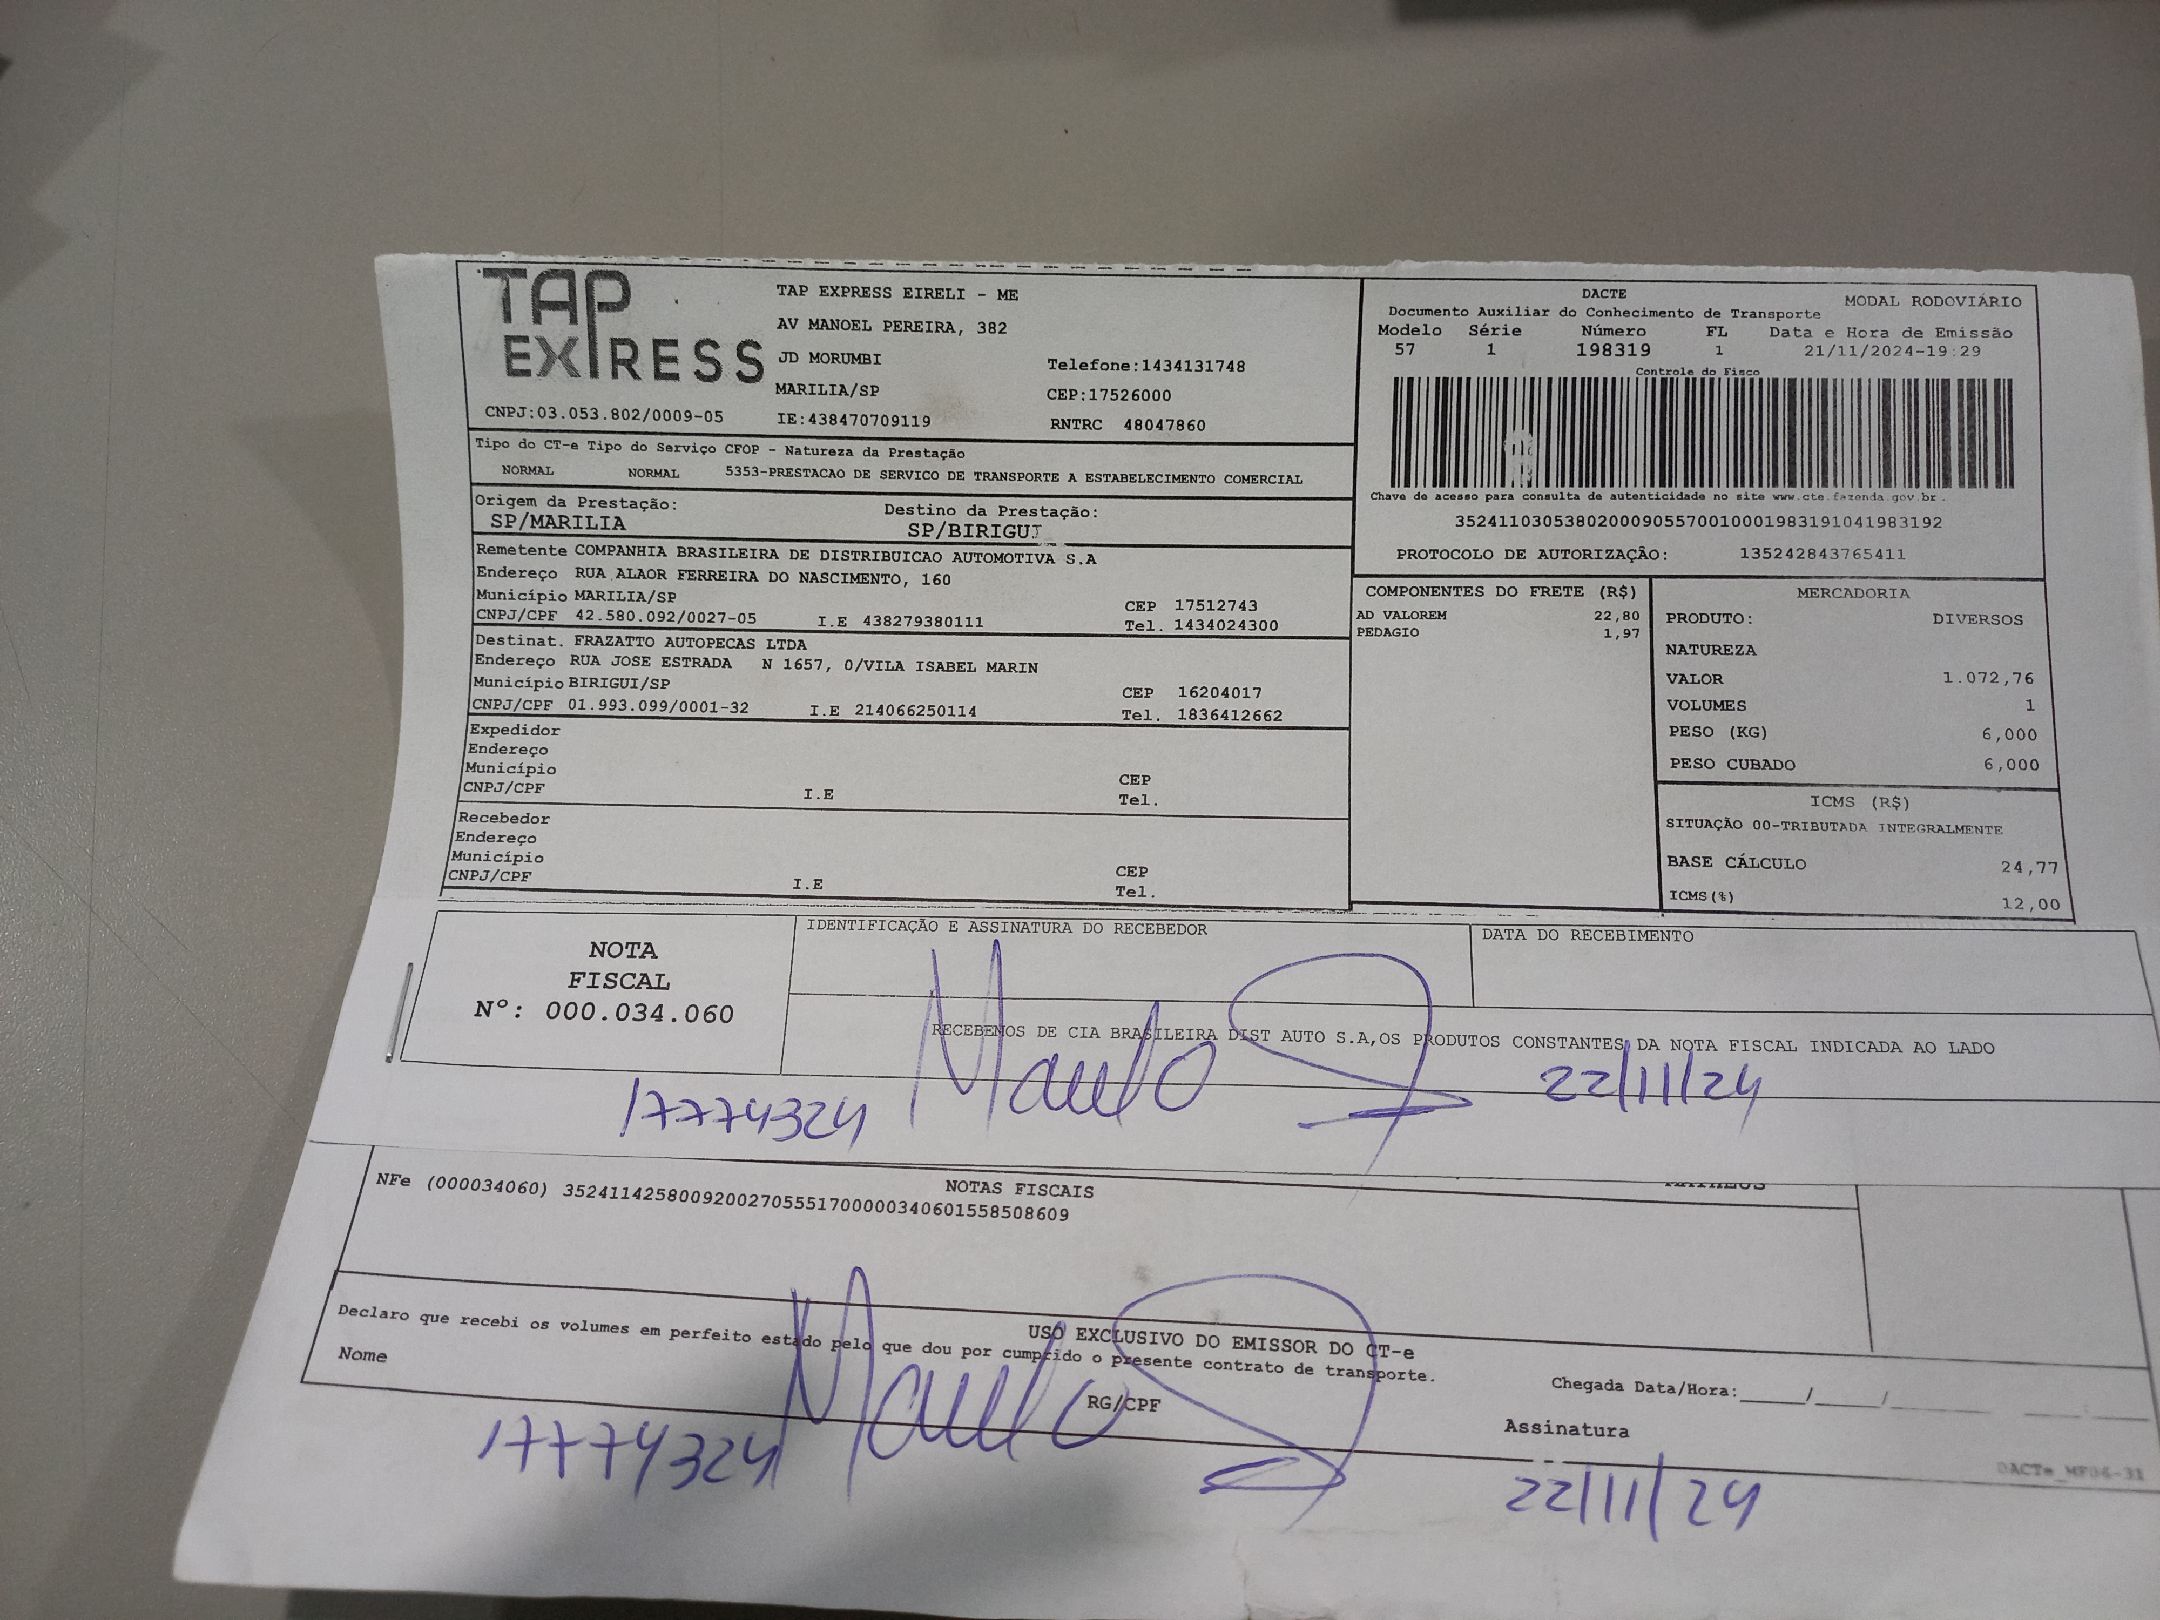 TAP
EXPRESS
TAP EXPRESS EIRELI - ME
AV MANOEL PEREIRA, 382
JD MORUMBI
Telefone:1434131748
MARILIA/SP
CEP:17526000
CNPJ:03.053.802/0009-05
IE:438470709119
RNTRC 48047860
DACTE
MODAL RODOVIÁRIO
Documento Auxiliar do Conhecimento de Transporte
Modelo Série Número FL Data e Hora de Emissão
57 1 198319 1 21/11/2024-19:29
Controle do Fisco
Chave de acesso para consulta de autenticidade no site www.cte.fazenda.gov.br.
35241103053802000905570010001983191041983192
PROTOCOLO DE AUTORIZAÇÃO: 135242843765411
Tipo do CT-e Tipo do Serviço CFOP - Natureza da Prestação
NORMAL NORMAL 5353-PRESTACAO DE SERVICO DE TRANSPORTE A ESTABELECIMENTO COMERCIAL
Origem da Prestação: Destino da Prestação:
SP/MARILIA SP/BIRIGUI
Remetente COMPANHIA BRASILEIRA DE DISTRIBUICAO AUTOMOTIVA S.A
Endereço RUA ALAOR FERREIRA DO NASCIMENTO, 160
Município MARILIA/SP CEP 17512743
CNPJ/CPF 42.580.092/0027-05 I.E 438279380111 Tel. 1434024300
Destinat. FRAZATTO AUTOPECAS LTDA
Endereço RUA JOSE ESTRADA N 1657, 0/VILA ISABEL MARIN
Município BIRIGUI/SP CEP 16204017
CNPJ/CPF 01.993.099/0001-32 I.E 214066250114 Tel. 1836412662
Expedidor
Endereço
Município CEP
CNPJ/CPF I.E Tel.
Recebedor
Endereço
Município CEP
CNPJ/CPF I.E Tel.
COMPONENTES DO FRETE (R$)
AD VALOREM 22,80
PEDAGIO 1,97
MERCADORIA
PRODUTO: DIVERSOS
NATUREZA
VALOR 1.072,76
VOLUMES 1
PESO (KG) 6,000
PESO CUBADO 6,000
ICMS (R$)
SITUAÇÃO 00-TRIBUTADA INTEGRALMENTE
BASE CÁLCULO 24,77
ICMS(%) 12,00
NOTA
FISCAL
Nº: 000.034.060
IDENTIFICAÇÃO E ASSINATURA DO RECEBEDOR
DATA DO RECEBIMENTO
RECEBEMOS DE CIA BRASILEIRA DIST AUTO S.A,OS PRODUTOS CONSTANTES DA NOTA FISCAL INDICADA AO LADO
17774324 22/11/24
NOTAS FISCAIS
NFe (000034060) 35241142580092002705551700000340601558508609
USO EXCLUSIVO DO EMISSOR DO CT-e
Declaro que recebi os volumes em perfeito estado pelo que dou por cumprido o presente contrato de transporte.
Nome RG/CPF
Chegada Data/Hora:_____/_____/
Assinatura
17774324 22/11/24